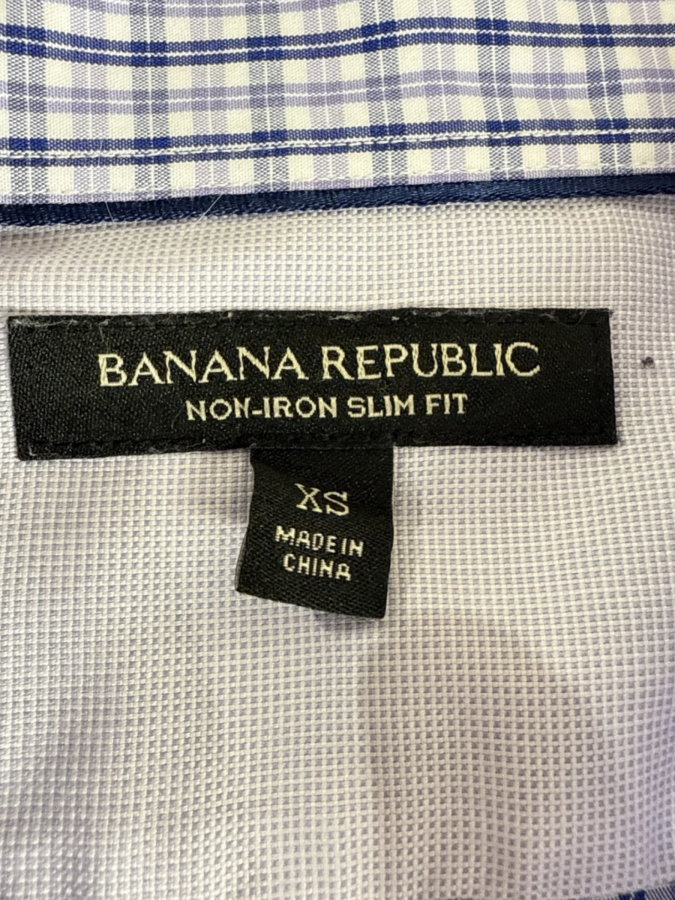 BANANA REPUBLIC
NON-IRON SLIM FIT
XS
MADE IN
CHINA